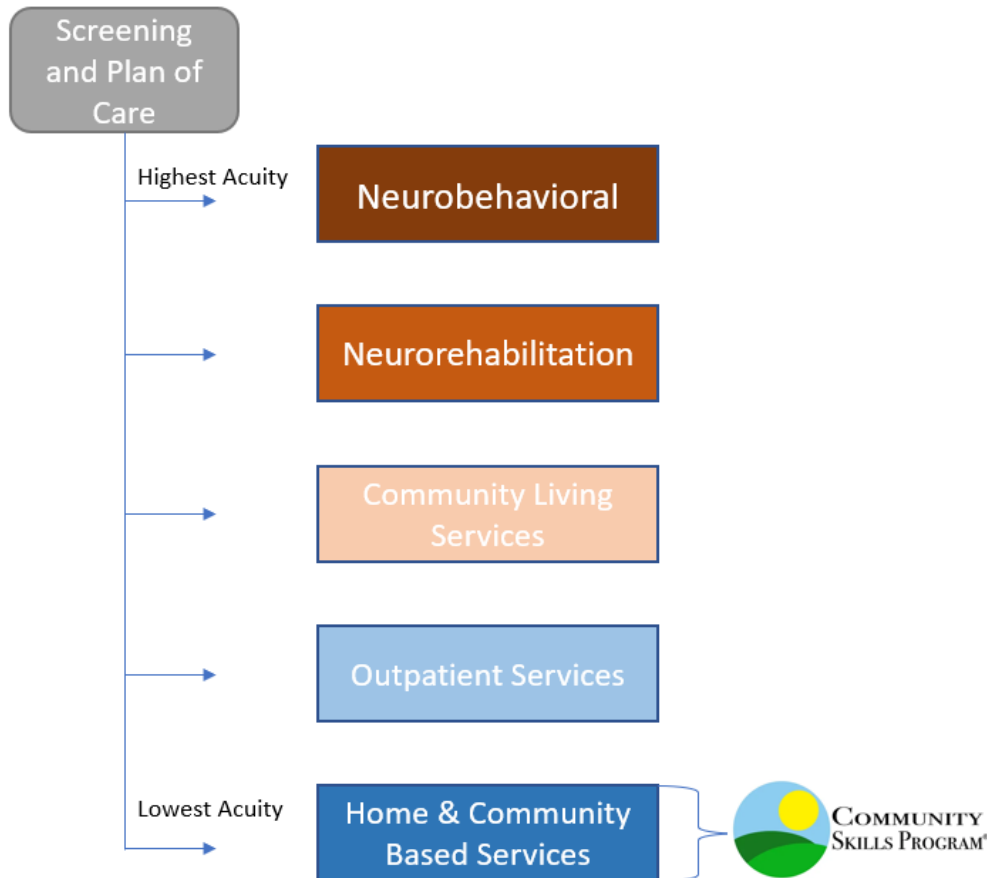 Screening
and Plan of
Care
Highest Acuity
Neurobehavioral
Neurorehabilitation
Community Living
Services
Outpatient Services
Lowest Acuity
Home & Community
Based Services
COMMUNITY
SKILLS PROGRAM®